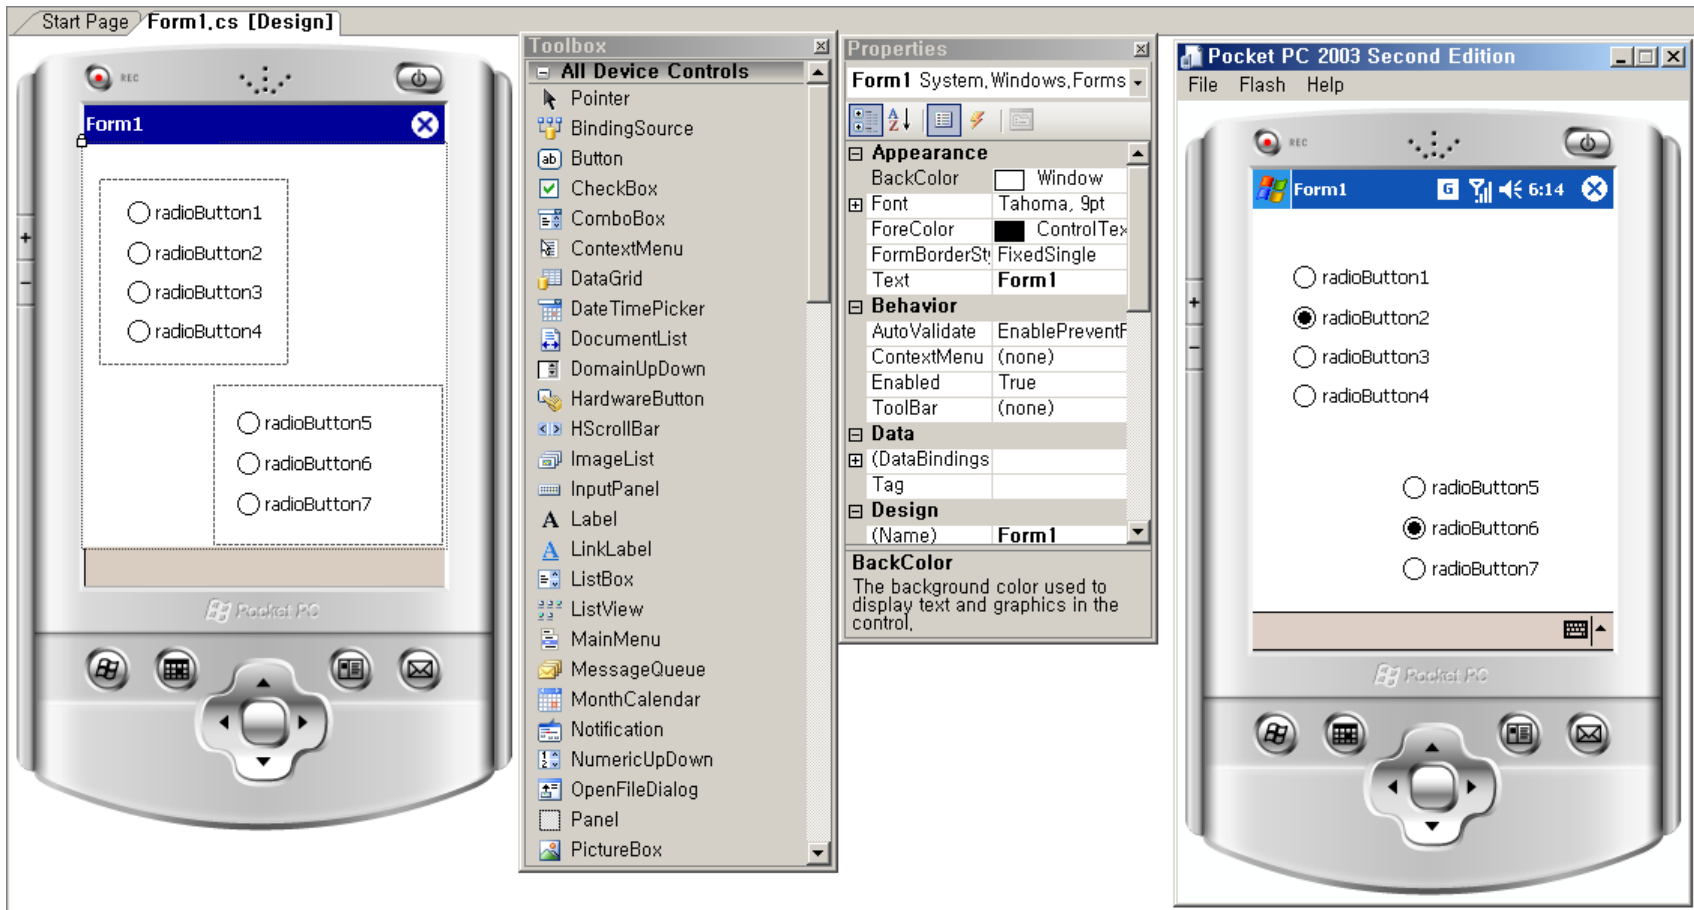 Start Page
Form1.cs [Design]
REC
Form1
radioButton1
radioButton2
radioButton3
radioButton4
radioButton5
radioButton6
radioButton7
+
−
Pocket PC
Toolbox
All Device Controls
Pointer
BindingSource
Button
CheckBox
ComboBox
ContextMenu
DataGrid
DateTimePicker
DocumentList
DomainUpDown
HardwareButton
HScrollBar
ImageList
InputPanel
Label
LinkLabel
ListBox
ListView
MainMenu
MessageQueue
MonthCalendar
Notification
NumericUpDown
OpenFileDialog
Panel
PictureBox
Properties
Form1 System.Windows.Forms
Appearance
BackColor Window
Font Tahoma, 9pt
ForeColor ControlTex
FormBorderSty FixedSingle
Text Form1
Behavior
AutoValidate EnablePreventF
ContextMenu (none)
Enabled True
ToolBar (none)
Data
(DataBindings
Tag
Design
(Name) Form1
BackColor
The background color used to
display text and graphics in the
control.
Pocket PC 2003 Second Edition
File Flash Help
REC
Form1 G 6:14
radioButton1
radioButton2
radioButton3
radioButton4
radioButton5
radioButton6
radioButton7
+
−
Pocket PC